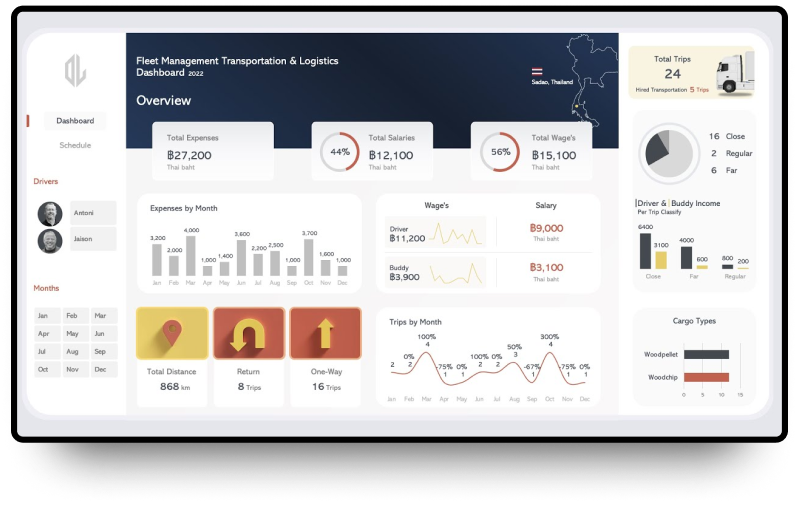 Dashboard
Schedule
Drivers
Antoni
Jaison
Months
Jan Feb Mar
Apr May Jun
Jul Aug Sep
Oct Nov Dec
Fleet Management Transportation & Logistics
Dashboard 2022
Overview
Sadao, Thailand
Total Expenses
฿27,200
Thai baht
44%
Total Salaries
฿12,100
Thai baht
56%
Total Wage's
฿15,100
Thai baht
Expenses by Month
3,200 2,000 4,000 1,000 1,400 3,600 2,200 2,500 1,000 3,700 1,600 1,000
Jan Feb Mar Apr May Jun Jul Aug Sep Oct Nov Dec
Wage's
Salary
Driver
฿11,200
฿9,000
Thai baht
Buddy
฿3,900
฿3,100
Thai baht
Total Distance
868 km
Return
8 Trips
One-Way
16 Trips
Trips by Month
0% 100% -75% 0% 100% 0% 50% -67% 300% -75% 0%
2 2 4 1 1 2 2 3 1 4 1 1
Jan Feb Mar Apr May Jun Jul Aug Sep Oct Nov Dec
Total Trips
24
Hired Transportation 5 Trips
16 Close
2 Regular
6 Far
Driver & Buddy Income
Per Trip Classify
6400 3100 4000 600 800 200
Close Far Regular
Cargo Types
Woodpellet
Woodchip
0 5 10 15